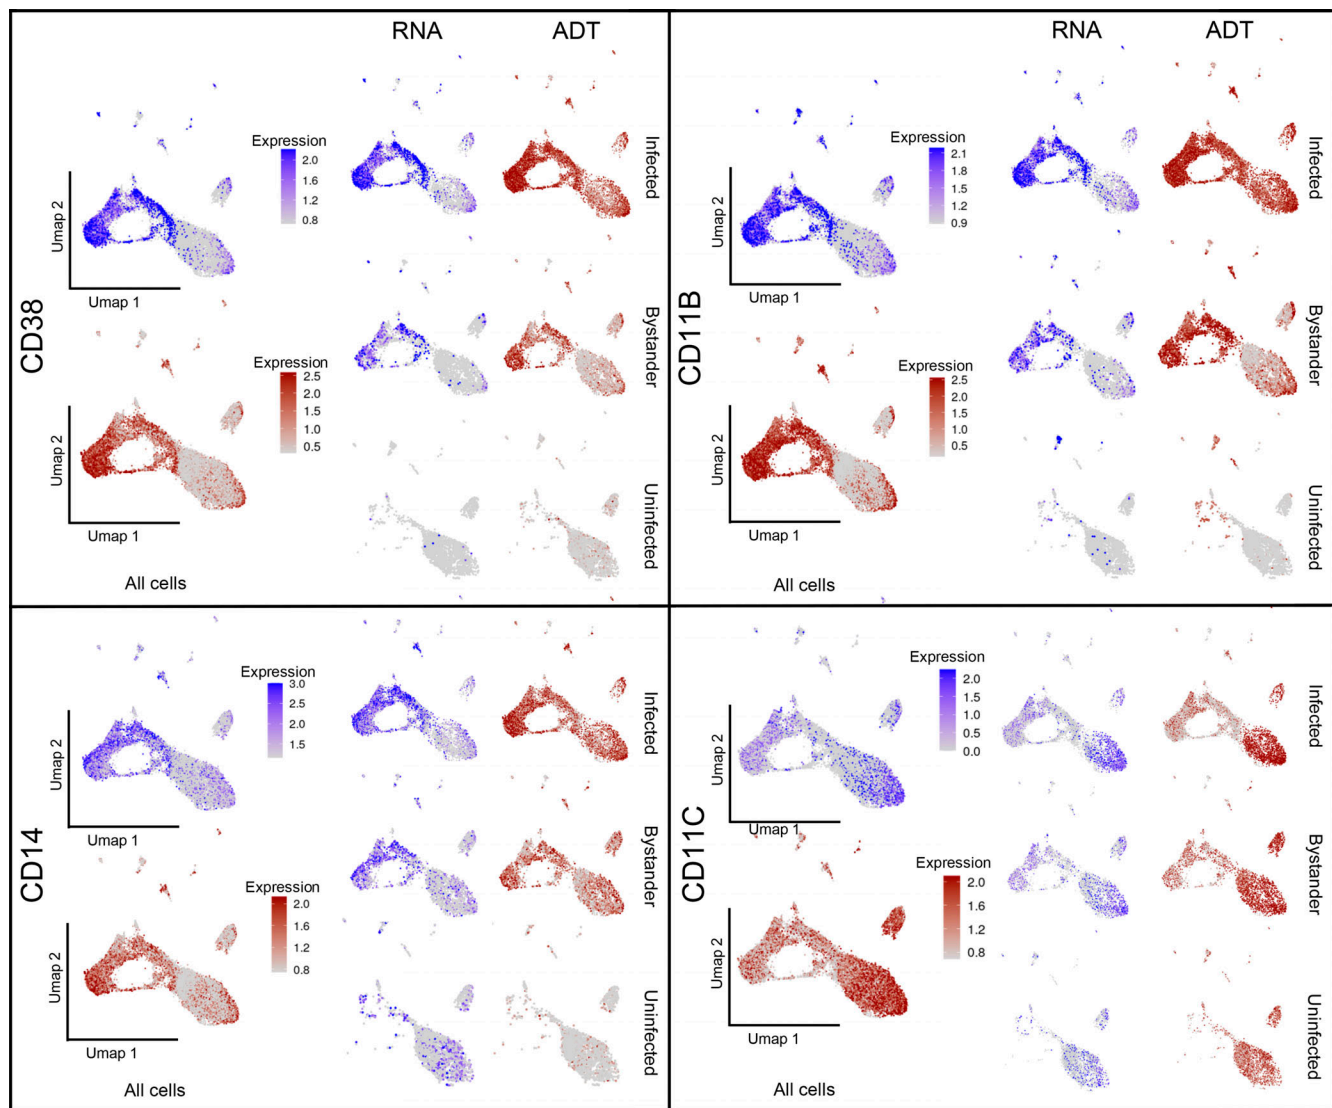 RNA ADT
Infected
Expression
2.0
1.6
1.2
0.8
Umap 2
Umap 1
CD38
Bystander
Expression
2.5
2.0
1.5
1.0
0.5
Umap 2
Umap 1
Uninfected
All cells
RNA ADT
Infected
Expression
2.1
1.8
1.5
1.2
0.9
Umap 2
Umap 1
CD11B
Bystander
Expression
2.5
2.0
1.5
1.0
0.5
Umap 2
Umap 1
Uninfected
All cells
Infected
Expression
3.0
2.5
2.0
1.5
Umap 2
Umap 1
CD14
Bystander
Expression
2.0
1.6
1.2
0.8
Umap 2
Umap 1
Uninfected
All cells
Infected
Expression
2.0
1.5
1.0
0.5
0.0
Umap 2
Umap 1
CD11C
Bystander
Expression
2.0
1.6
1.2
0.8
Umap 2
Umap 1
Uninfected
All cells